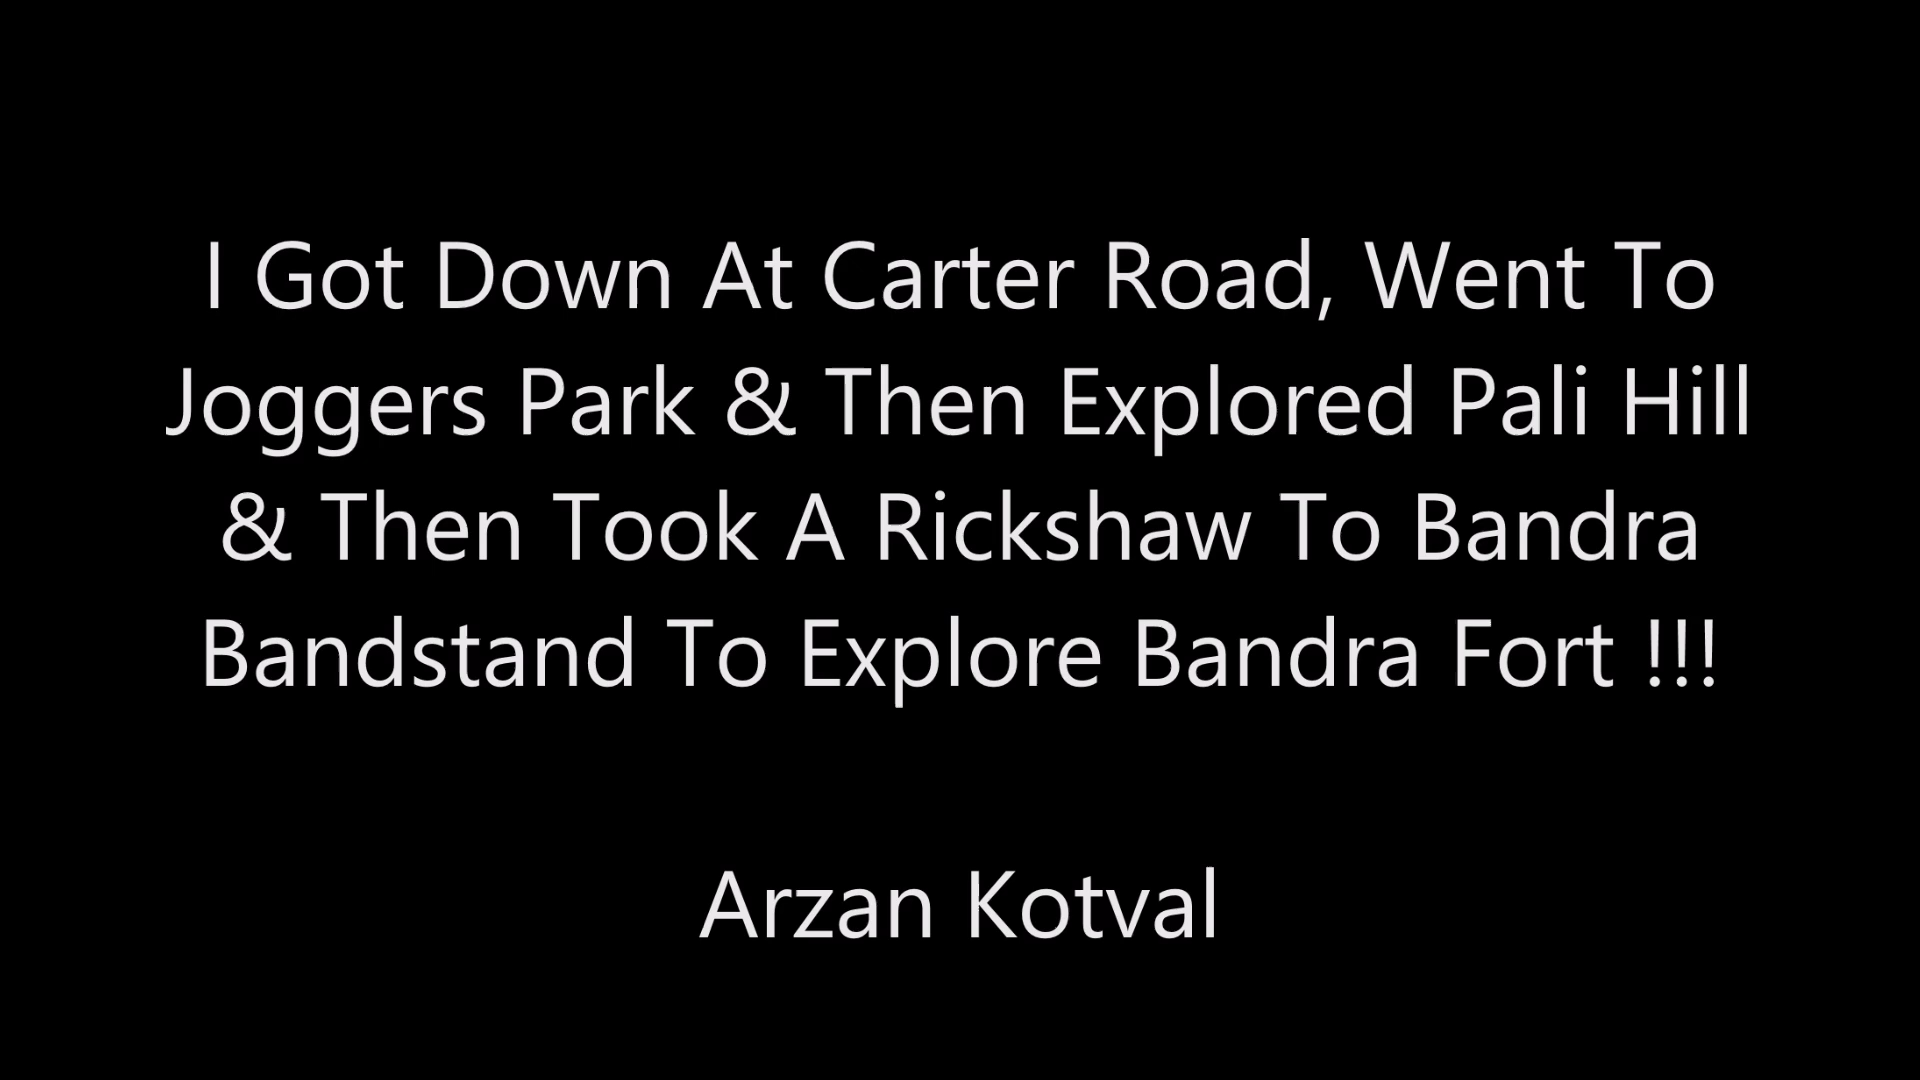 I Got Down At Carter Road, Went To
Joggers Park & Then Explored Pali Hill
& Then Took A Rickshaw To Bandra
Bandstand To Explore Bandra Fort !!!
Arzan Kotval